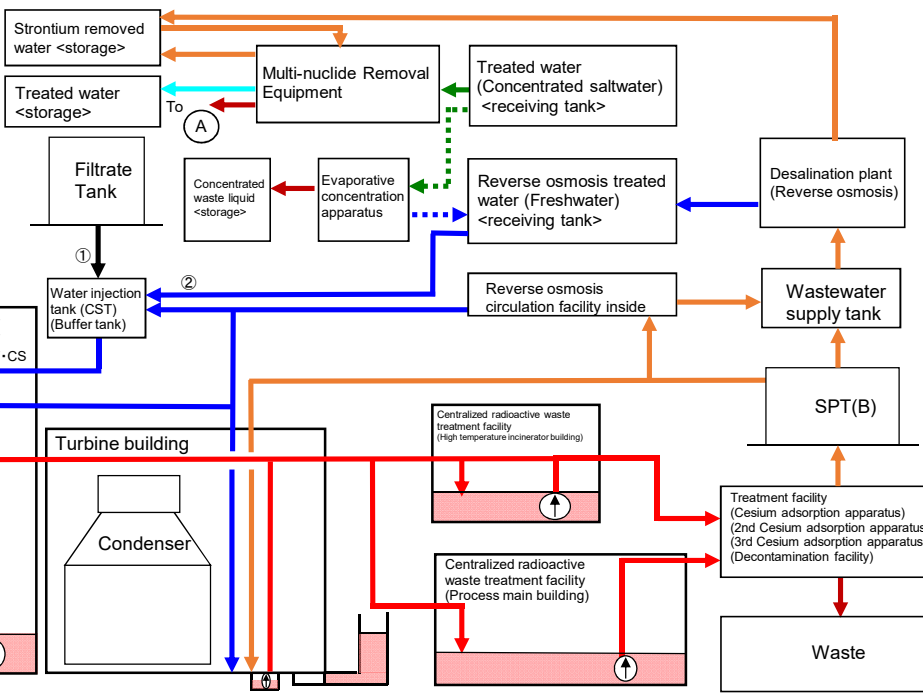 Strontium removed
water <storage>
Treated water
<storage>
To
A
Multi-nuclide Removal
Equipment
Treated water
(Concentrated saltwater)
<receiving tank>
Filtrate
Tank
Concentrated
waste liquid
<storage>
Evaporative
concentration
apparatus
Reverse osmosis treated
water (Freshwater)
<receiving tank>
Desalination plant
(Reverse osmosis)
①
②
Water injection
tank (CST)
(Buffer tank)
Reverse osmosis
circulation facility inside
Wastewater
supply tank
・CS
SPT(B)
Turbine building
Condenser
Centralized radioactive waste
treatment facility
(High temperature incinerator building)
Centralized radioactive
waste treatment facility
(Process main building)
Treatment facility
(Cesium adsorption apparatus)
(2nd Cesium adsorption apparatus
(3rd Cesium adsorption apparatus
(Decontamination facility)
Waste